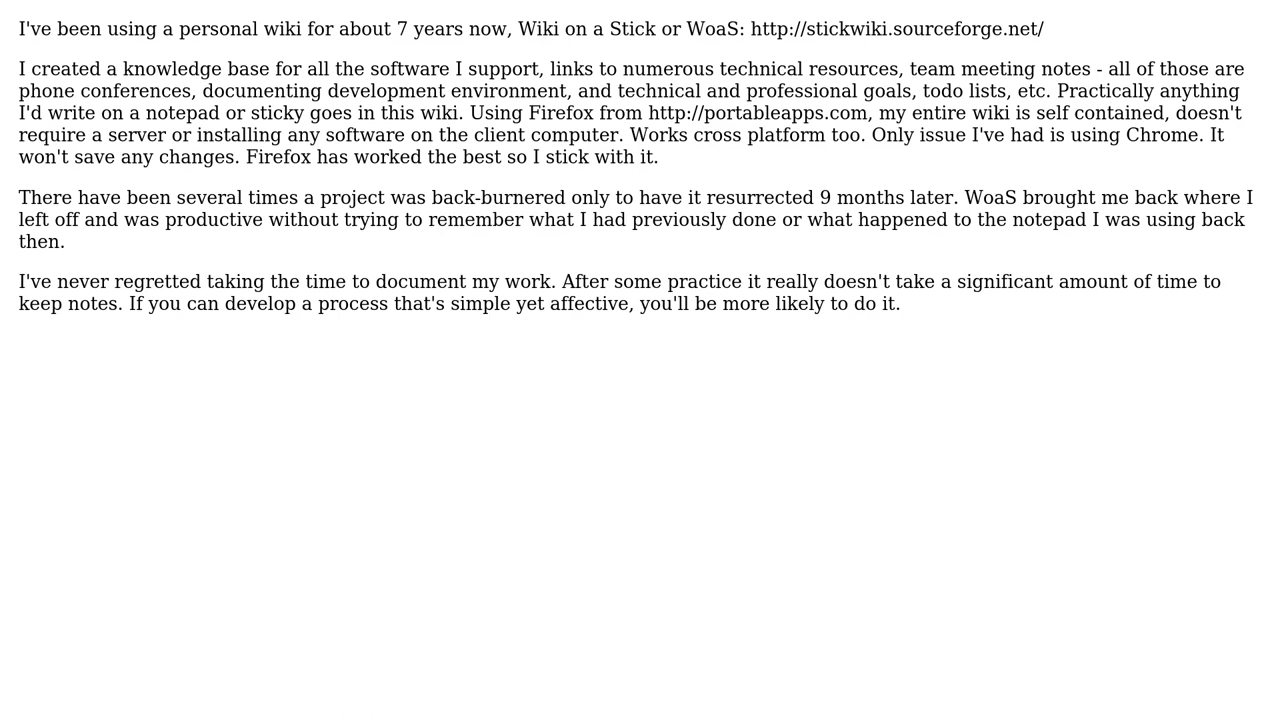 I've been using a personal wiki for about 7 years now, Wiki on a Stick or WoaS: http://stickwiki.sourceforge.net/
I created a knowledge base for all the software I support, links to numerous technical resources, team meeting notes - all of those are
phone conferences, documenting development environment, and technical and professional goals, todo lists, etc. Practically anything
I'd write on a notepad or sticky goes in this wiki. Using Firefox from http://portableapps.com, my entire wiki is self contained, doesn't
require a server or installing any software on the client computer. Works cross platform too. Only issue I've had is using Chrome. It
won't save any changes. Firefox has worked the best so I stick with it.
There have been several times a project was back-burnered only to have it resurrected 9 months later. WoaS brought me back where I
left off and was productive without trying to remember what I had previously done or what happened to the notepad I was using back
then.
I've never regretted taking the time to document my work. After some practice it really doesn't take a significant amount of time to
keep notes. If you can develop a process that's simple yet affective, you'll be more likely to do it.